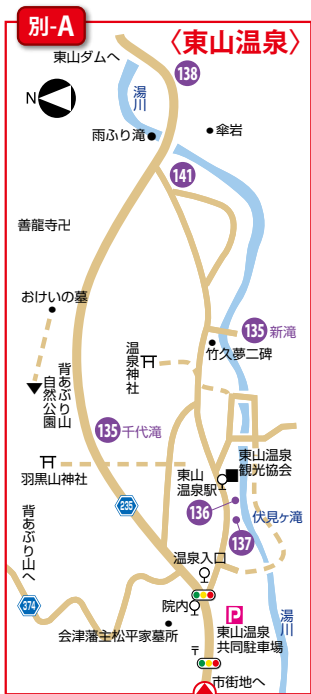 別-A
〈東山温泉〉
東山ダムへ
138
湯川
N
雨ふり滝
傘岩
141
善龍寺卍
おけいの墓
135 新滝
竹久夢二碑
温泉神社
背あぶり山
自然公園
135 千代滝
羽黒山神社
東山
温泉駅
東山温泉
観光協会
136
伏見ヶ滝
137
235
背あぶり山へ
温泉入口
374
院内
P
東山温泉
共同駐車場
湯川
会津藩主松平家墓所
〒
市街地へ